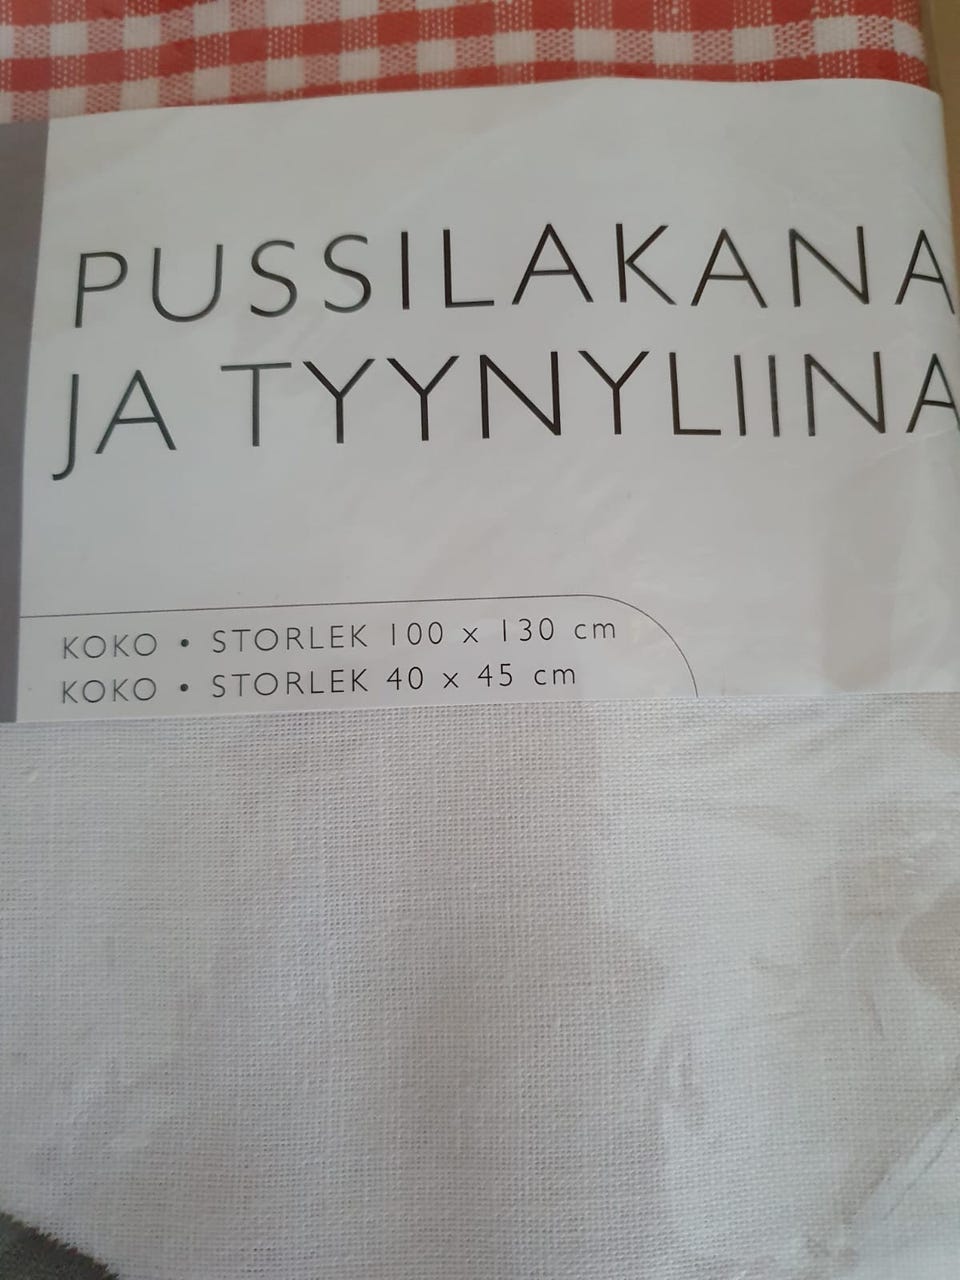 PUSSILAKANA
JA TYYNYLIINA
KOKO • STORLEK 100 x 130 cm
KOKO • STORLEK 40 x 45 cm